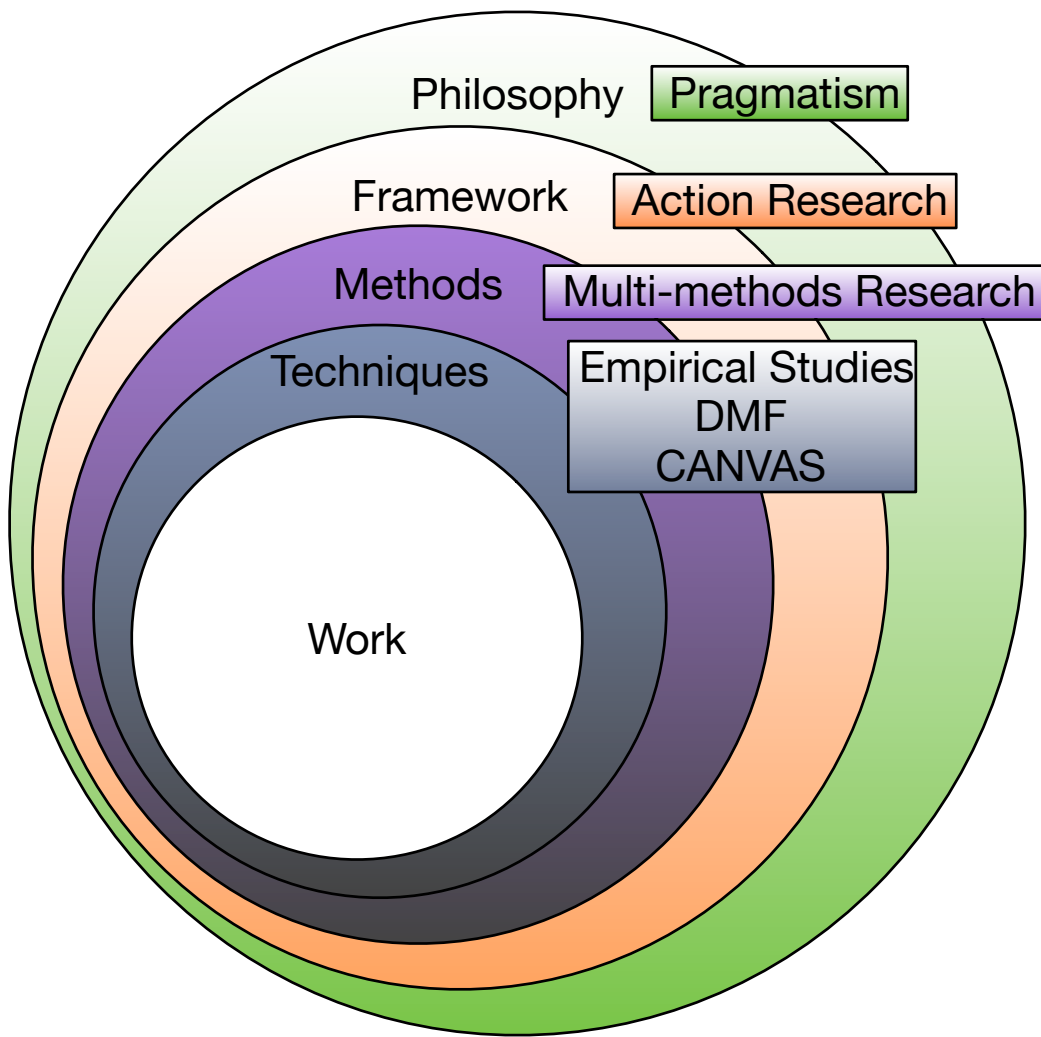 Philosophy
Pragmatism
Framework
Action Research
Methods
Multi-methods Research
Techniques
Empirical Studies
DMF
CANVAS
Work